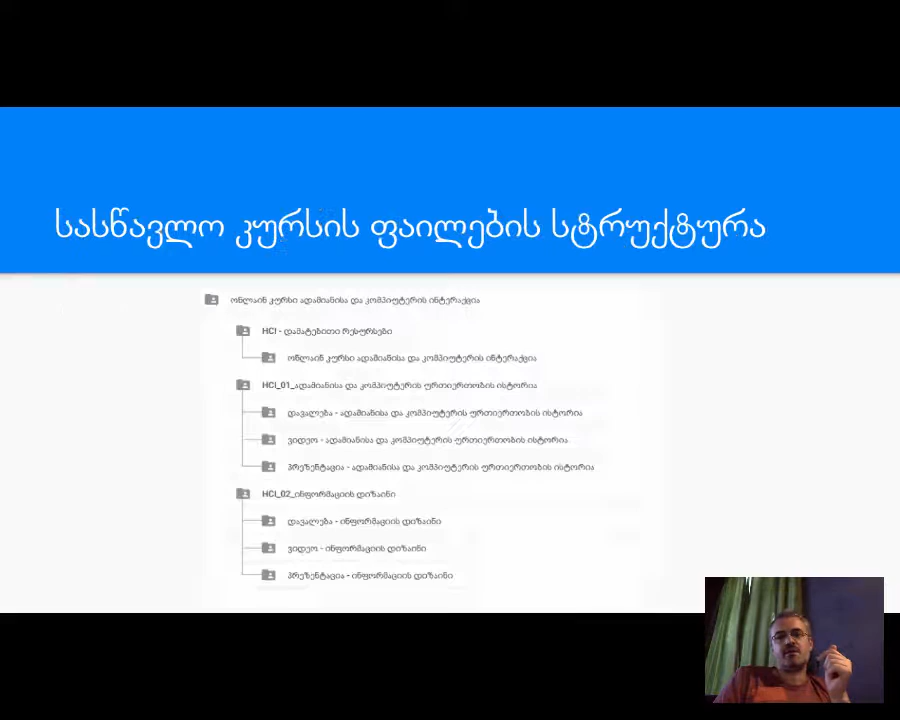 სასწავლო კურსის ფაილების სტრუქტურა
ონლაინ კურსი ადამიანისა და კომპიუტერის ინტერაქცია
HCI - დამატებითი რესურსები
ონლაინ კურსი ადამიანისა და კომპიუტერის ინტერაქცია
HCI_01_ადამიანისა და კომპიუტერის ურთიერთობის ისტორია
დავალება - ადამიანისა და კომპიუტერის ურთიერთობის ისტორია
ვიდეო - ადამიანისა და კომპიუტერის ურთიერთობის ისტორია
პრეზენტაცია - ადამიანისა და კომპიუტერის ურთიერთობის ისტორია
HCI_02_ინფორმაციის დიზაინი
დავალება - ინფორმაციის დიზაინი
ვიდეო - ინფორმაციის დიზაინი
პრეზენტაცია - ინფორმაციის დიზაინი